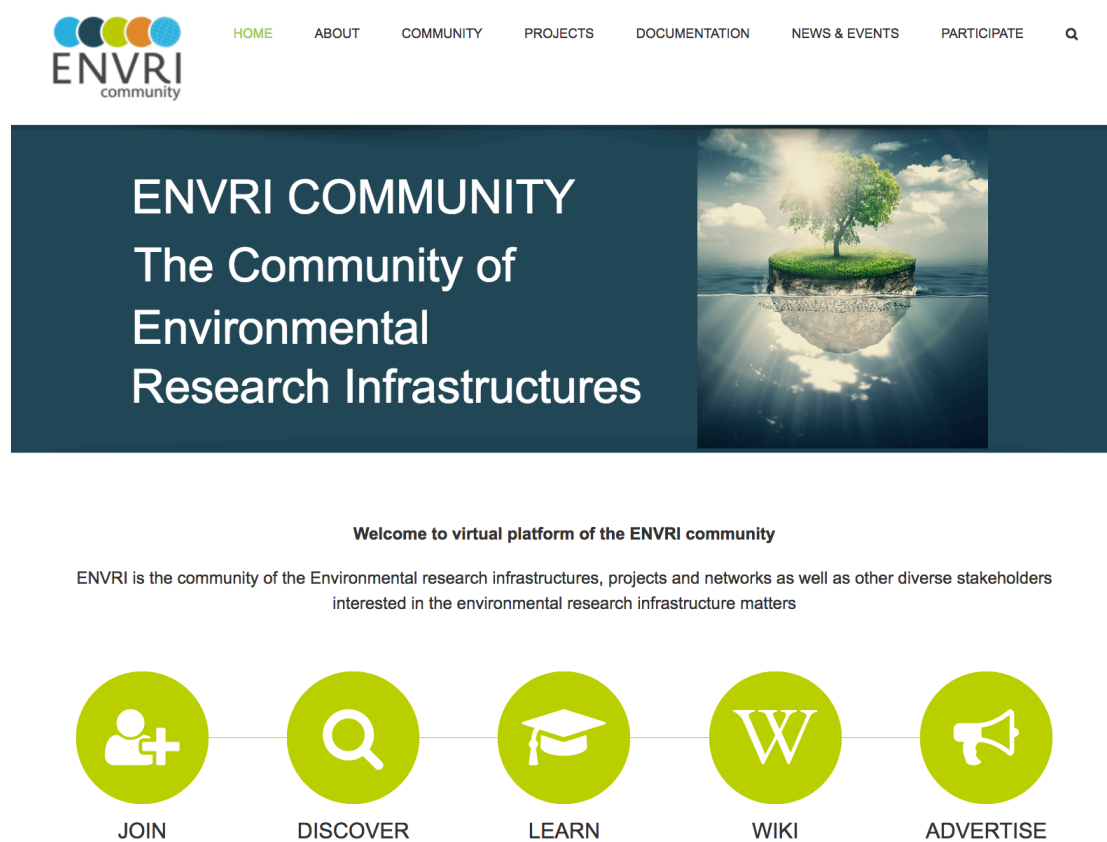 ENVRI
community
HOME ABOUT COMMUNITY PROJECTS DOCUMENTATION NEWS & EVENTS PARTICIPATE
ENVRI COMMUNITY
The Community of
Environmental
Research Infrastructures
Welcome to virtual platform of the ENVRI community
ENVRI is the community of the Environmental research infrastructures, projects and networks as well as other diverse stakeholders
interested in the environmental research infrastructure matters
W
JOIN DISCOVER LEARN WIKI ADVERTISE